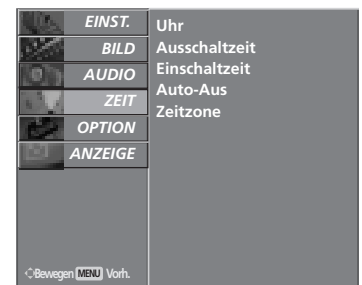 EINST.
BILD
AUDIO
ZEIT
OPTION
ANZEIGE
Uhr
Ausschaltzeit
Einschaltzeit
Auto-Aus
Zeitzone
Bewegen MENU Vorh.